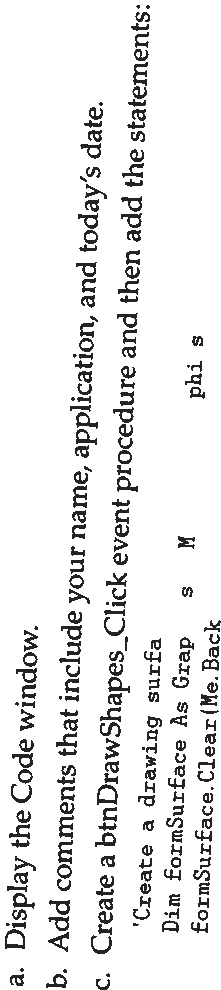 a. Display the Code window.
b. Add comments that include your name, application, and today's date.
c. Create a btnDrawShapes_Click event procedure and then add the statements:
'Create a drawing surfa
Dim formSurface As Grap s M phi s
formSurface.Clear(Me.Back